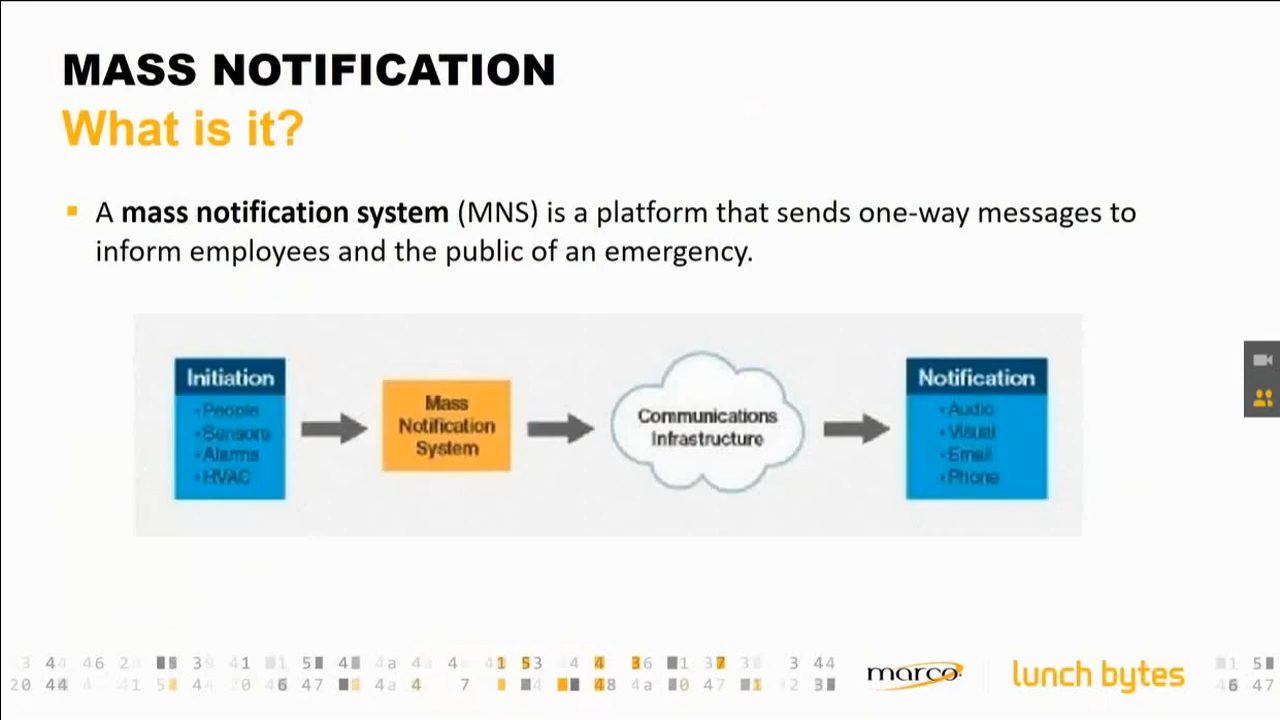 MASS NOTIFICATION
What is it?
A mass notification system (MNS) is a platform that sends one-way messages to
inform employees and the public of an emergency.
Initiation
• People
• Sensors
• Alarms
• HVAC
Mass
Notification
System
Communications
Infrastructure
Notification
• Audio
• Visual
• Email
• Phone
marco
lunch bytes